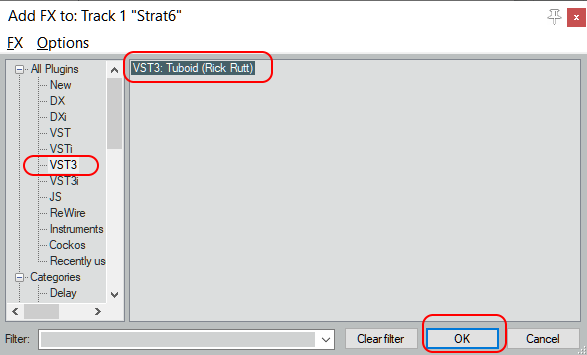 Add FX to: Track 1 "Strat6"
FX Options
All Plugins
New
DX
DXi
VST
VSTi
VST3
VST3i
JS
ReWire
Instruments
Cockos
Recently us
Categories
Delay
VST3: Tuboid (Rick Rutt)
Filter: Clear filter OK Cancel